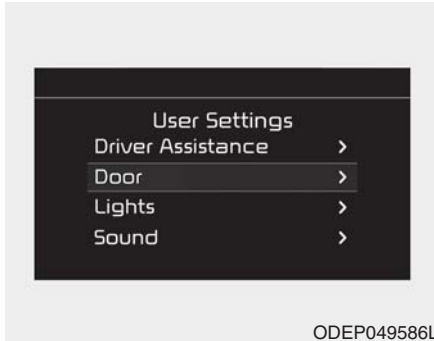 User Settings
Driver Assistance >
Door >
Lights >
Sound >
ODEP049586L